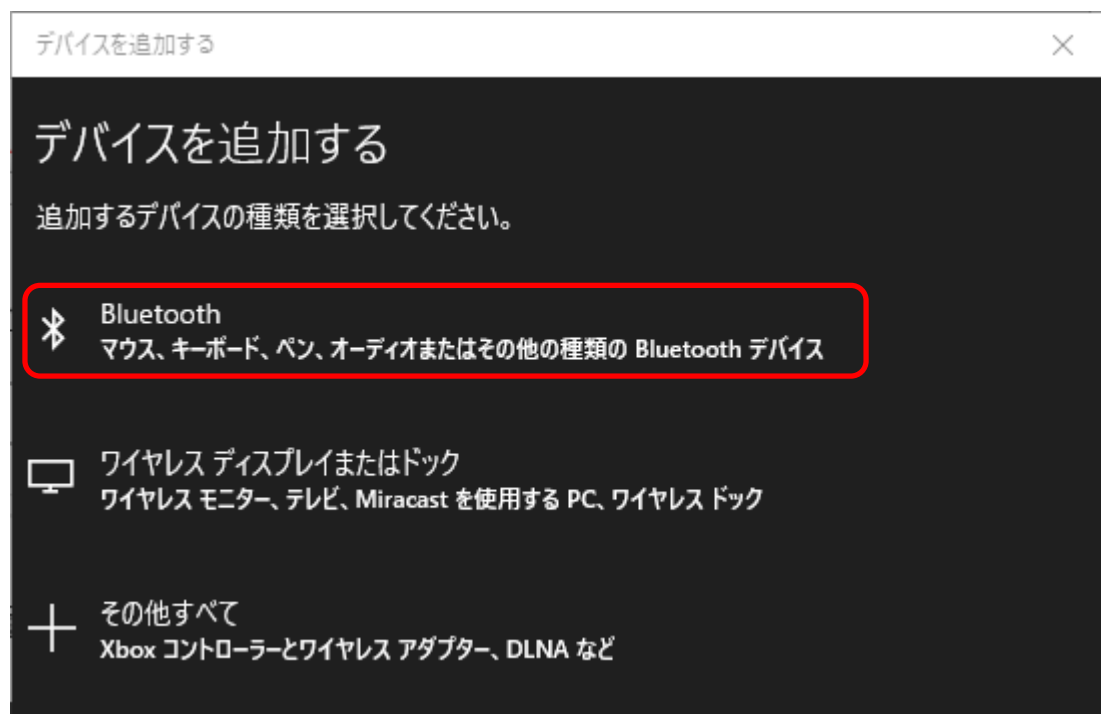 デバイスを追加する
デバイスを追加する
追加するデバイスの種類を選択してください。
Bluetooth
マウス、キーボード、ペン、オーディオまたはその他の種類の Bluetooth デバイス
ワイヤレス ディスプレイまたはドック
ワイヤレス モニター、テレビ、Miracast を使用する PC、ワイヤレス ドック
その他すべて
Xbox コントローラーとワイヤレス アダプター、DLNA など